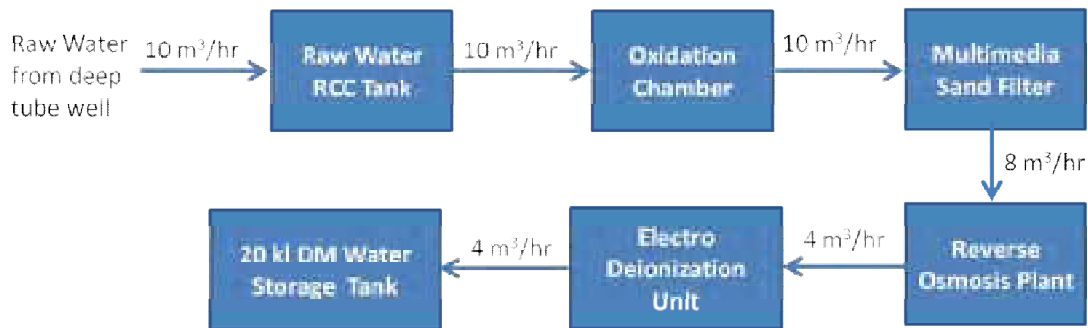 Raw Water
from deep
tube well
10 m³/hr
Raw Water
RCC Tank
10 m³/hr
Oxidation
Chamber
10 m³/hr
Multimedia
Sand Filter
8 m³/hr
Reverse
Osmosis Plant
4 m³/hr
Electro
Deionization
Unit
4 m³/hr
20 kl DM Water
Storage Tank